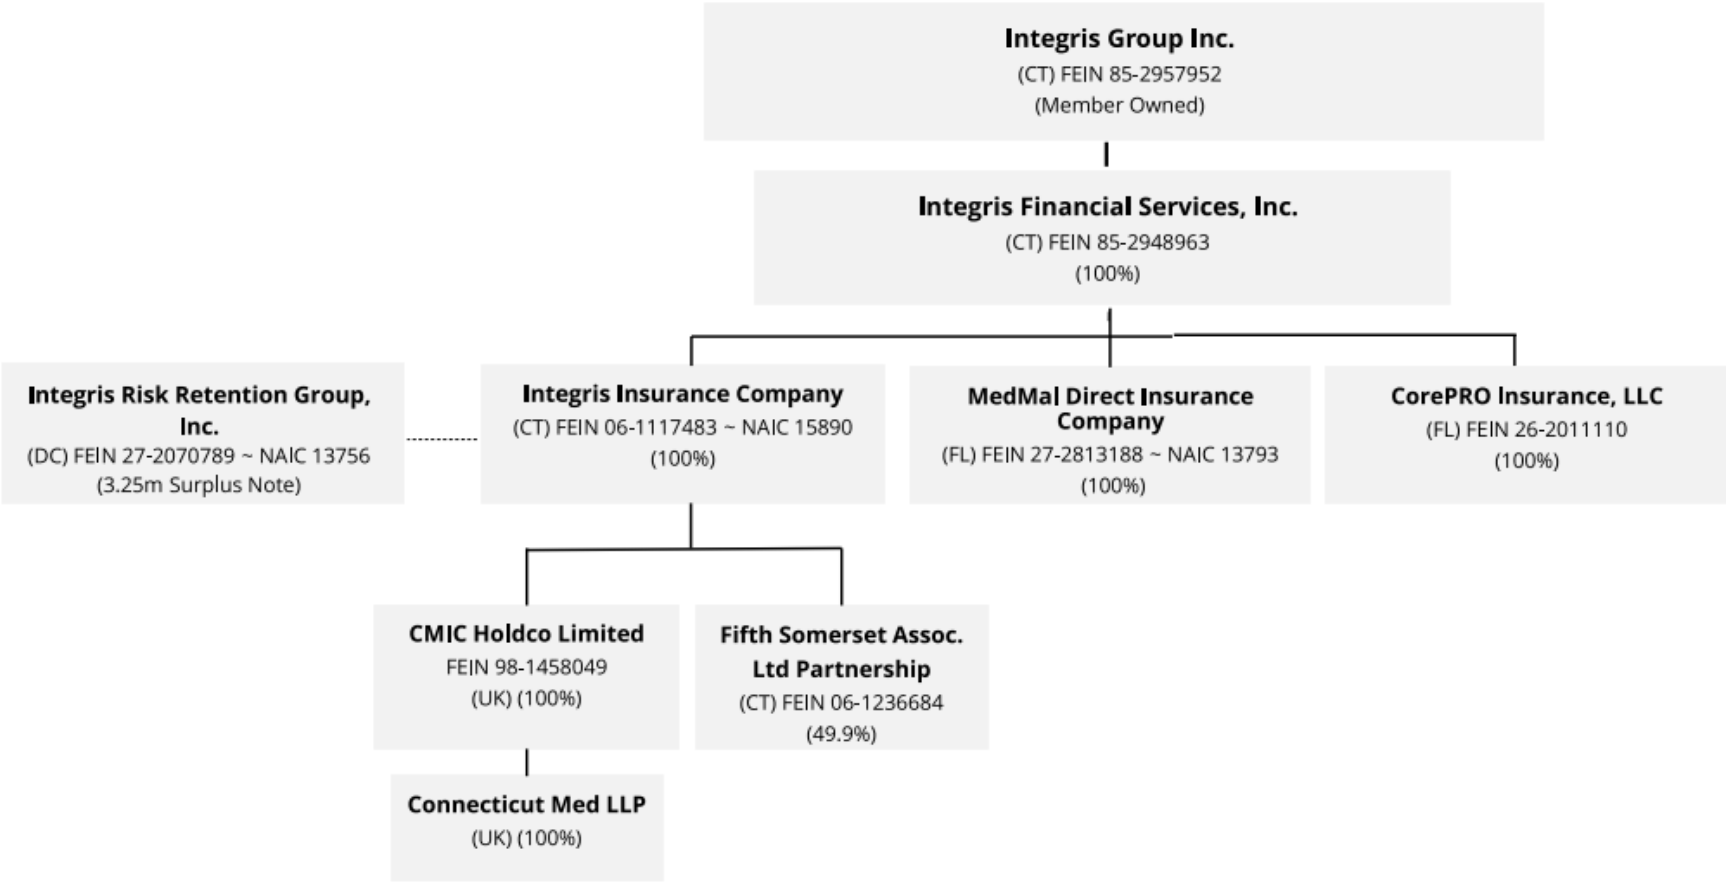 Integris Group Inc.
(CT) FEIN 85-2957952
(Member Owned)
Integris Financial Services, Inc.
(CT) FEIN 85-2948963
(100%)
Integris Risk Retention Group,
Inc.
(DC) FEIN 27-2070789 ~ NAIC 13756
(3.25m Surplus Note)
Integris Insurance Company
(CT) FEIN 06-1117483 ~ NAIC 15890
(100%)
MedMal Direct Insurance
Company
(FL) FEIN 27-2813188 ~ NAIC 13793
(100%)
CorePRO Insurance, LLC
(FL) FEIN 26-2011110
(100%)
CMIC Holdco Limited
FEIN 98-1458049
(UK) (100%)
Fifth Somerset Assoc.
Ltd Partnership
(CT) FEIN 06-1236684
(49.9%)
Connecticut Med LLP
(UK) (100%)